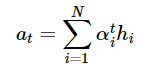 a_t = \sum_{i=1}^{N} \alpha_i^t h_i